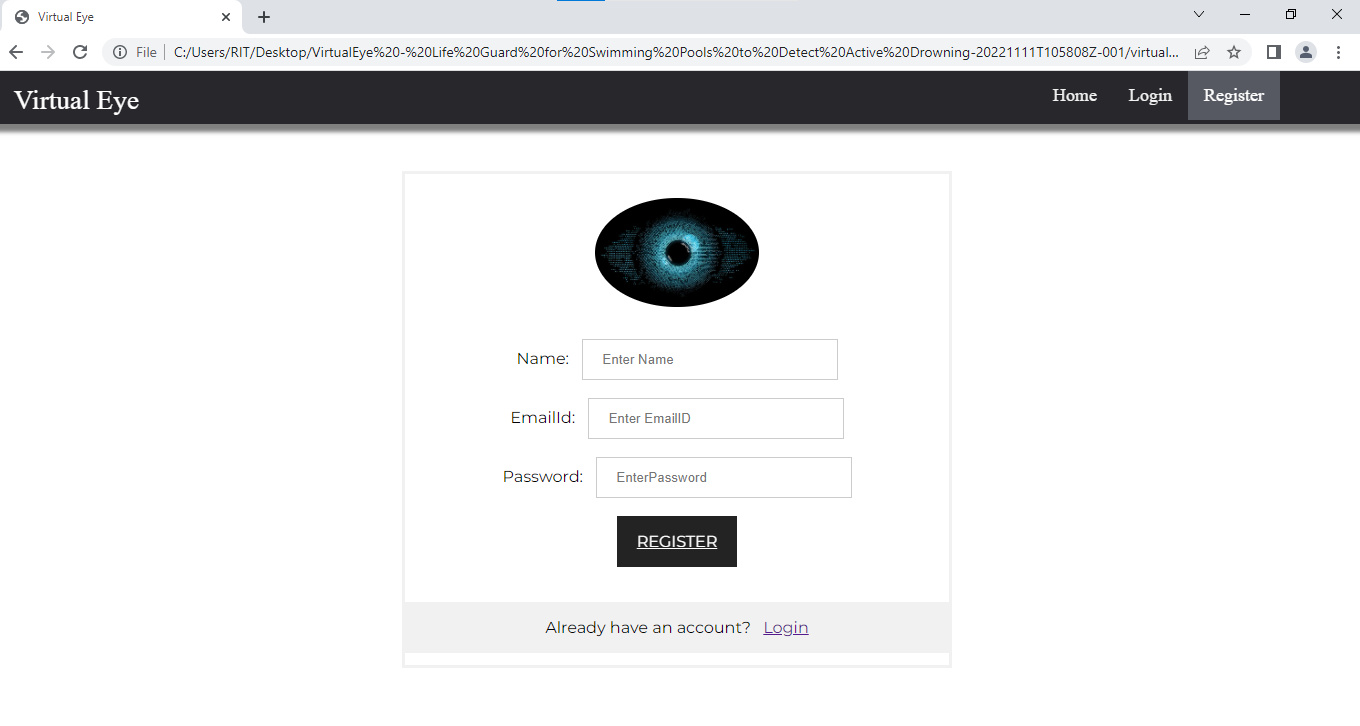 Virtual Eye
File C:/Users/RIT/Desktop/VirtualEye%20-%20Life%20Guard%20for%20Swimming%20Pools%20to%20Detect%20Active%20Drowning-20221111T105808Z-001/virtual...
Virtual Eye Home Login Register
Name: Enter Name
EmailId: Enter EmailID
Password: EnterPassword
REGISTER
Already have an account? Login